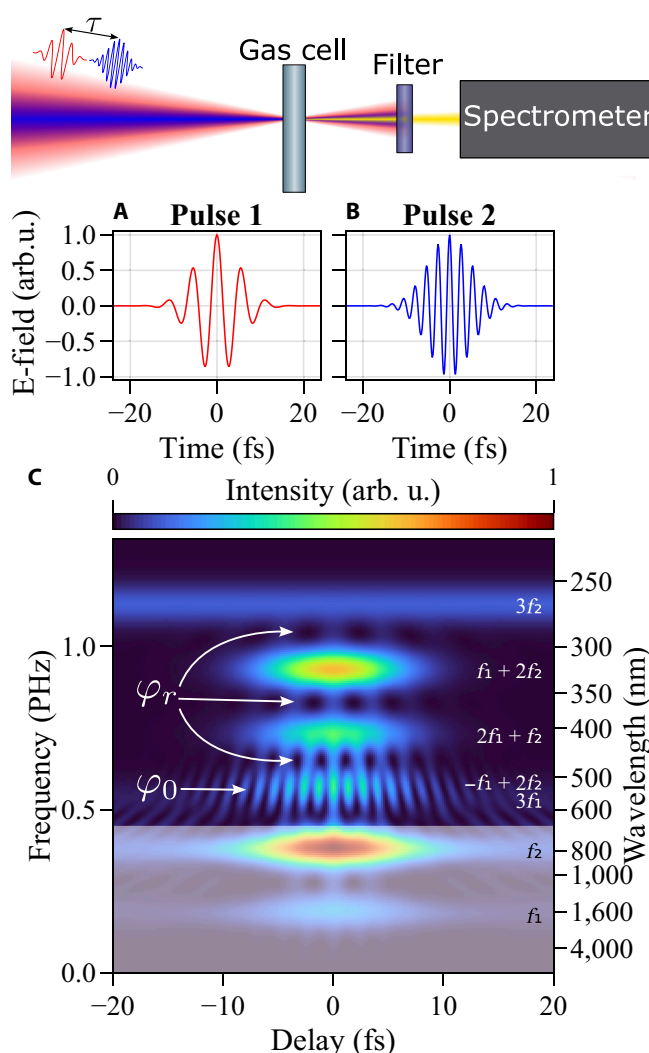 τ
Gas cell
Filter
Spectrometer
A Pulse 1
B Pulse 2
E-field (arb.u.)
1.0
0.5
0.0
−0.5
−1.0
−20 0 20
−20 0 20
Time (fs)
Time (fs)
C
0 1
Intensity (arb. u.)
Frequency (PHz)
1.0
0.5
0.0
φr
φ0
3f2
f1 + 2f2
2f1 + f2
−f1 + 2f2
3f1
f2
f1
250
300
350
400
500
600
800
1,000
1,600
4,000
Wavelength (nm)
−20 −10 0 10 20
Delay (fs)